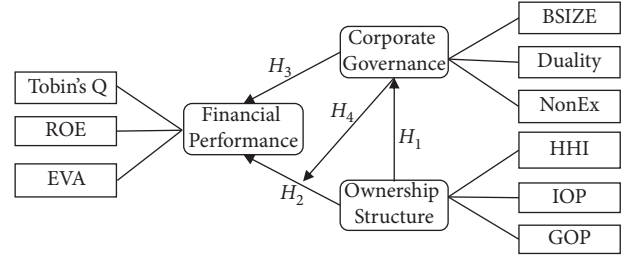 Tobin's Q
ROE
EVA
Financial
Performance
H3
H2
H4
H1
Corporate
Governance
Ownership
Structure
BSIZE
Duality
NonEx
HHI
IOP
GOP